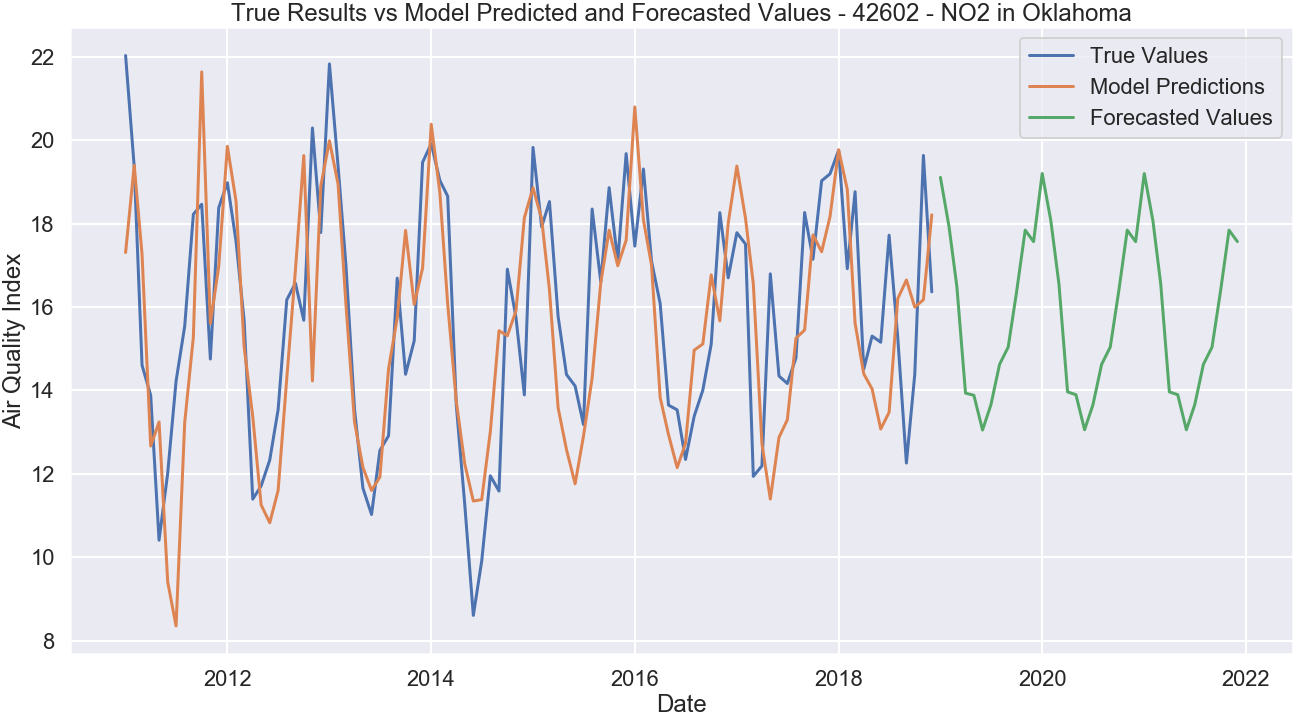 True Results vs Model Predicted and Forecasted Values - 42602 - NO2 in Oklahoma
True Values
Model Predictions
Forecasted Values
Air Quality Index
22
20
18
16
14
12
10
8
2012
2014
2016
2018
2020
2022
Date